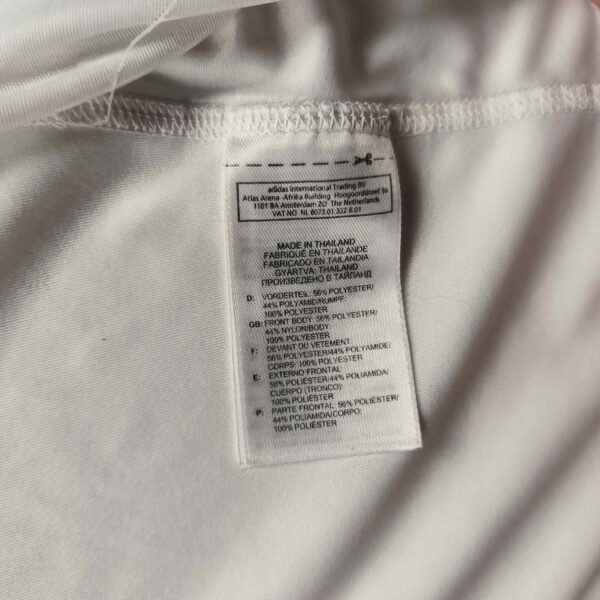 adidas International Trading BV
Atlas Arena -Afrika Building Hoogoorddreef 9a
1101 BA Amsterdam ZO The Netherlands
VAT NO. NL 8073.01.322.B.01
MADE IN THAILAND
FABRIQUÉ EN THAÏLANDE
FABRICADO EN TAILANDIA
GYÁRTVA: THAILAND
ПРОИЗВЕДЕНО В ТАЙЛАНД
D: VORDERTEIL: 56% POLYESTER/
44% POLYAMID/RUMPF:
100% POLYESTER
GB: FRONT BODY: 56% POLYESTER/
44% NYLON/BODY:
100% POLYESTER
F: DEVANT DU VETEMENT:
56% POLYESTER/44% POLYAMIDE/
CORPS: 100% POLYESTER
E: EXTERNO FRONTAL:
56% POLIÉSTER/44% POLIAMIDA/
CUERPO (TRONCO):
100% POLIÉSTER
P: PARTE FRONTAL: 56% POLIÉSTER/
44% POLIAMIDA/CORPO:
100% POLIÉSTER